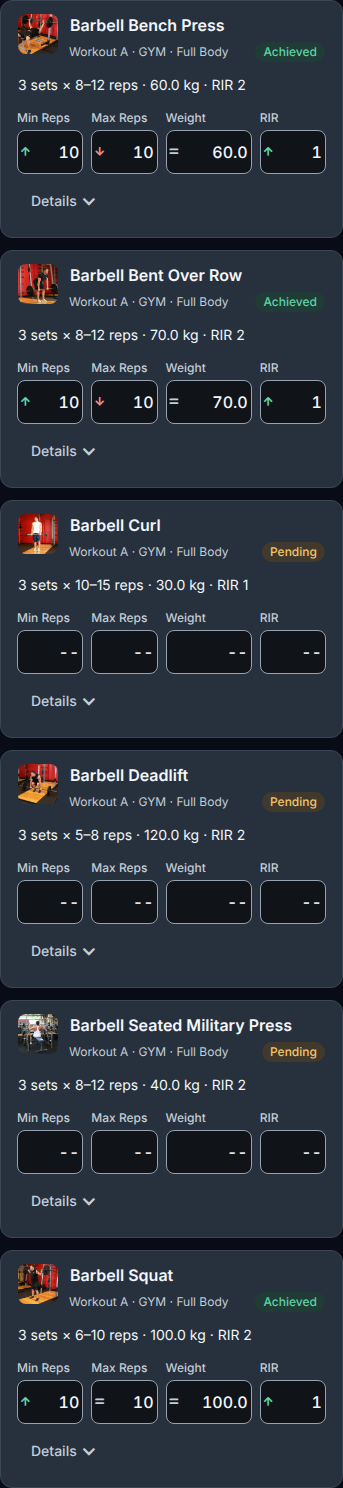 Barbell Bench Press
Workout A · GYM · Full Body Achieved
3 sets × 8–12 reps · 60.0 kg · RIR 2
Min Reps Max Reps Weight RIR
↑ 10 ↓ 10 = 60.0 ↑ 1
Details
Barbell Bent Over Row
Workout A · GYM · Full Body Achieved
3 sets × 8–12 reps · 70.0 kg · RIR 2
Min Reps Max Reps Weight RIR
↑ 10 ↓ 10 = 70.0 ↑ 1
Details
Barbell Curl
Workout A · GYM · Full Body Pending
3 sets × 10–15 reps · 30.0 kg · RIR 1
Min Reps Max Reps Weight RIR
-- -- -- --
Details
Barbell Deadlift
Workout A · GYM · Full Body Pending
3 sets × 5–8 reps · 120.0 kg · RIR 2
Min Reps Max Reps Weight RIR
-- -- -- --
Details
Barbell Seated Military Press
Workout A · GYM · Full Body Pending
3 sets × 8–12 reps · 40.0 kg · RIR 2
Min Reps Max Reps Weight RIR
-- -- -- --
Details
Barbell Squat
Workout A · GYM · Full Body Achieved
3 sets × 6–10 reps · 100.0 kg · RIR 2
Min Reps Max Reps Weight RIR
↑ 10 = 10 = 100.0 ↑ 1
Details